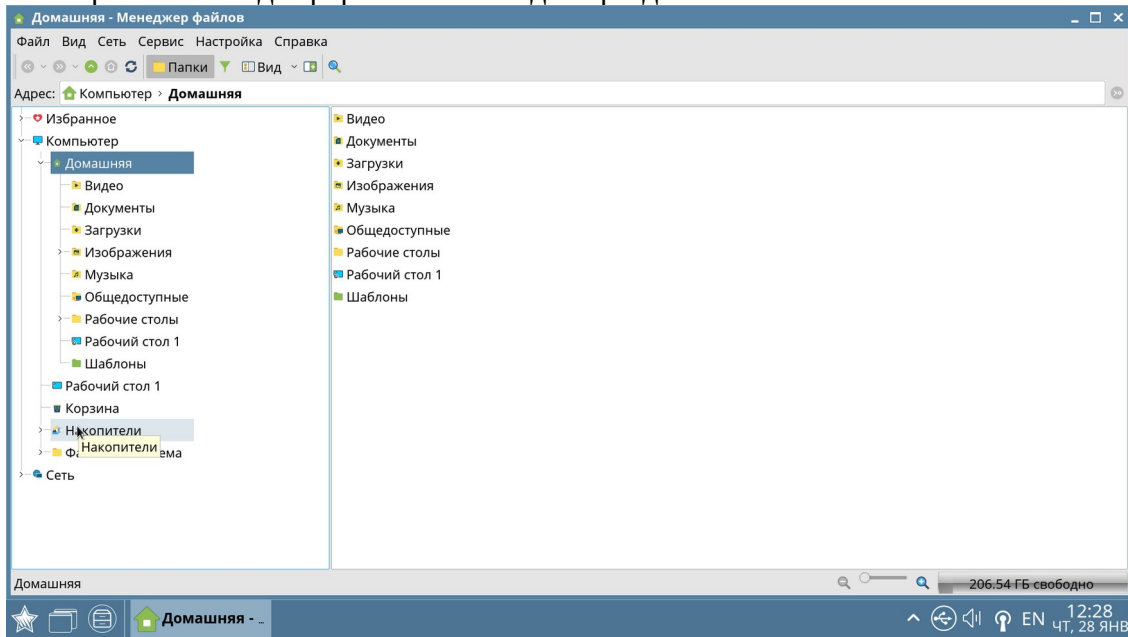 Домашняя - Менеджер файлов
Файл Вид Сеть Сервис Настройка Справка
Папки Вид
Адрес: Компьютер › Домашняя
Избранное
Компьютер
Домашняя
Видео
Документы
Загрузки
Изображения
Музыка
Общедоступные
Рабочие столы
Рабочий стол 1
Шаблоны
Рабочий стол 1
Корзина
Накопители
Накопители
Сеть
Видео
Документы
Загрузки
Изображения
Музыка
Общедоступные
Рабочие столы
Рабочий стол 1
Шаблоны
Домашняя
206.54 ГБ свободно
Домашняя - ..
EN
12:28
ЧТ, 28 ЯНВ